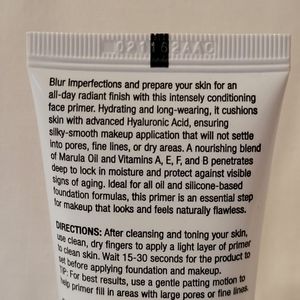 Blur Imperfections and prepare your skin for an
all-day radiant finish with this intensely conditioning
face primer. Hydrating and long-wearing, it cushions
skin with advanced Hyaluronic Acid, ensuring
silky-smooth makeup application that will not settle
into pores, fine lines, or dry areas. A nourishing blend
of Marula Oil and Vitamins A, E, F, and B penetrates
deep to lock in moisture and protect against visible
signs of aging. Ideal for all oil and silicone-based
foundation formulas, this primer is an essential step
for makeup that looks and feels naturally flawless.
DIRECTIONS: After cleansing and toning your skin,
use clean, dry fingers to apply a light layer of primer
to clean skin. Wait 15-30 seconds for the product to
set before applying foundation and makeup.
TIP: For best results, use a gentle patting motion to
help primer fill in areas with large pores or fine lines.